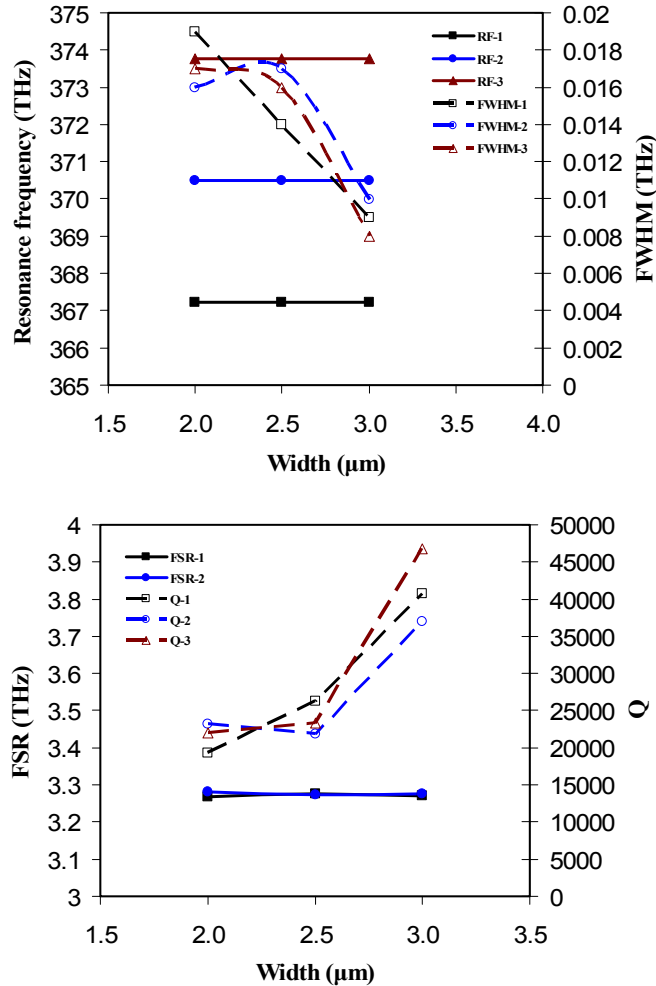 375
374
373
372
371
370
369
368
367
366
365
Resonance frequency (THz)
0.02
0.018
0.016
0.014
0.012
0.01
0.008
0.006
0.004
0.002
0
FWHM (THz)
RF-1
RF-2
RF-3
FWHM-1
FWHM-2
FWHM-3
1.5 2.0 2.5 3.0 3.5 4.0
Width (μm)
4
3.9
3.8
3.7
3.6
3.5
3.4
3.3
3.2
3.1
3
FSR (THz)
50000
45000
40000
35000
30000
25000
20000
15000
10000
5000
0
Q
FSR-1
FSR-2
Q-1
Q-2
Q-3
1.5 2.0 2.5 3.0 3.5
Width (μm)